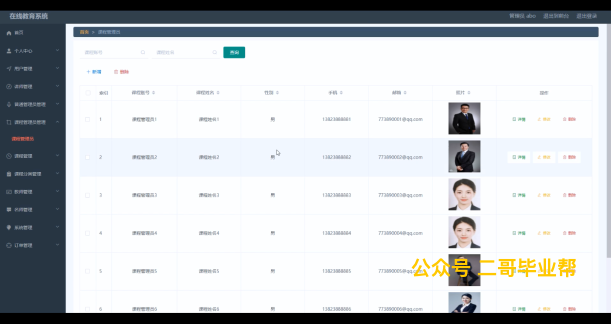 在线教育系统
管理员 abo 退出到前台 退出登录
首页
个人中心
用户管理
讲师管理
普通管理员管理
课程管理员管理
课程管理员
课程管理
课程分类管理
教师管理
系统管理
订单管理
首页 > 课程管理员
课程账号 课程姓名 查询
+ 新增 删除
索引 课程账号 课程姓名 性别 手机 邮箱 照片 操作
1 课程管理员1 课程姓名1 男 13823888881 773890001@qq.com 详情 修改 删除
2 课程管理员2 课程姓名2 男 13823888882 773890002@qq.com 详情 修改 删除
3 课程管理员3 课程姓名3 男 13823888883 773890003@qq.com 详情 修改 删除
4 课程管理员4 课程姓名4 男 13823888884 773890004@qq.com 详情 修改 删除
5 课程管理员5 课程姓名5 男 13823888885 773890005@qq.com 详情 修改 删除
6 课程管理员6 课程姓名6 男 13823888886 773890006@qq.com 详情 修改 删除
公众号 二哥毕业帮